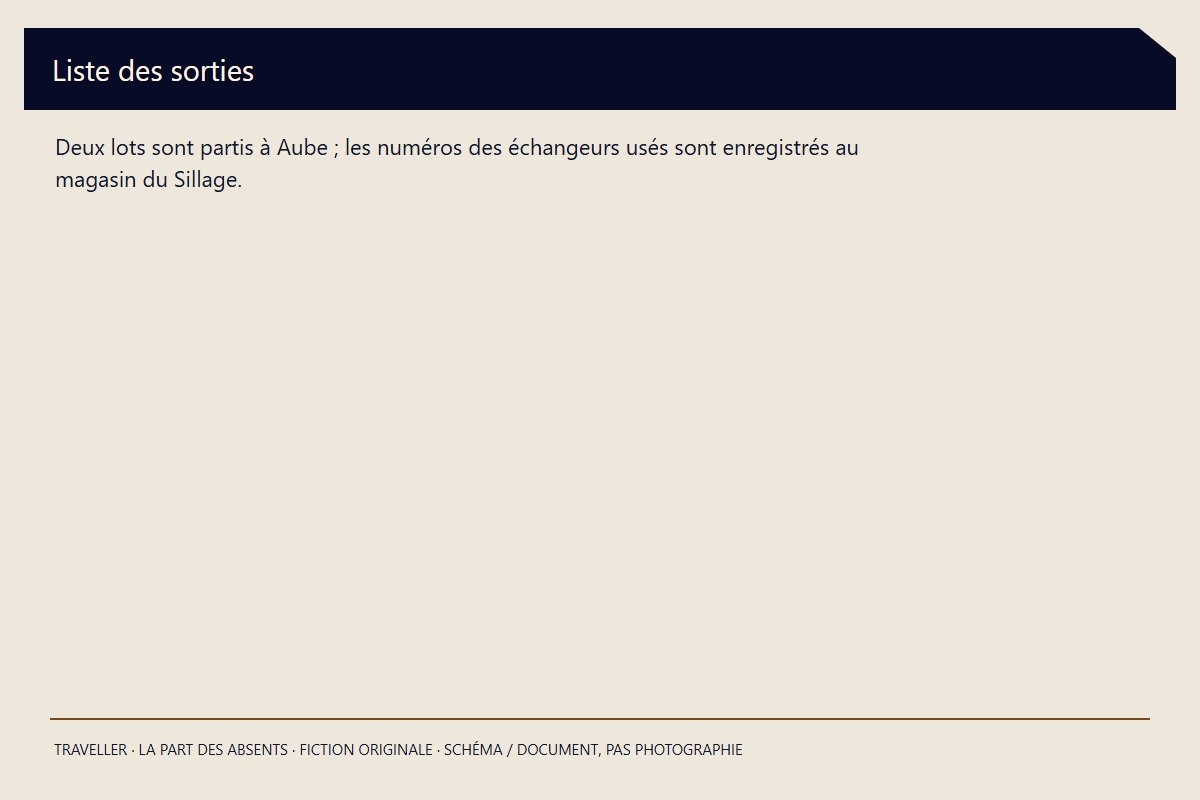 Liste des sorties
Deux lots sont partis à Aube ; les numéros des échangeurs usés sont enregistrés au
magasin du Sillage.
TRAVELLER · LA PART DES ABSENTS · FICTION ORIGINALE · SCHÉMA / DOCUMENT, PAS PHOTOGRAPHIE